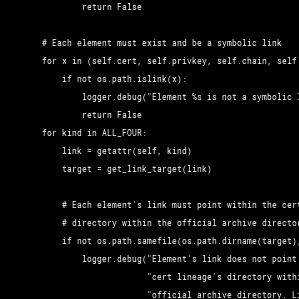 return False
# Each element must exist and be a symbolic link
for x in (self.cert, self.privkey, self.chain, self
if not os.path.islink(x):
logger.debug("Element %s is not a symbolic
return False
for kind in ALL_FOUR:
link = getattr(self, kind)
target = get_link_target(link)
# Each element's link must point within the cert
# directory within the official archive director
if not os.path.samefile(os.path.dirname(target),
logger.debug("Element's link does not point
"cert lineage's directory withi
"official archive directory. Li